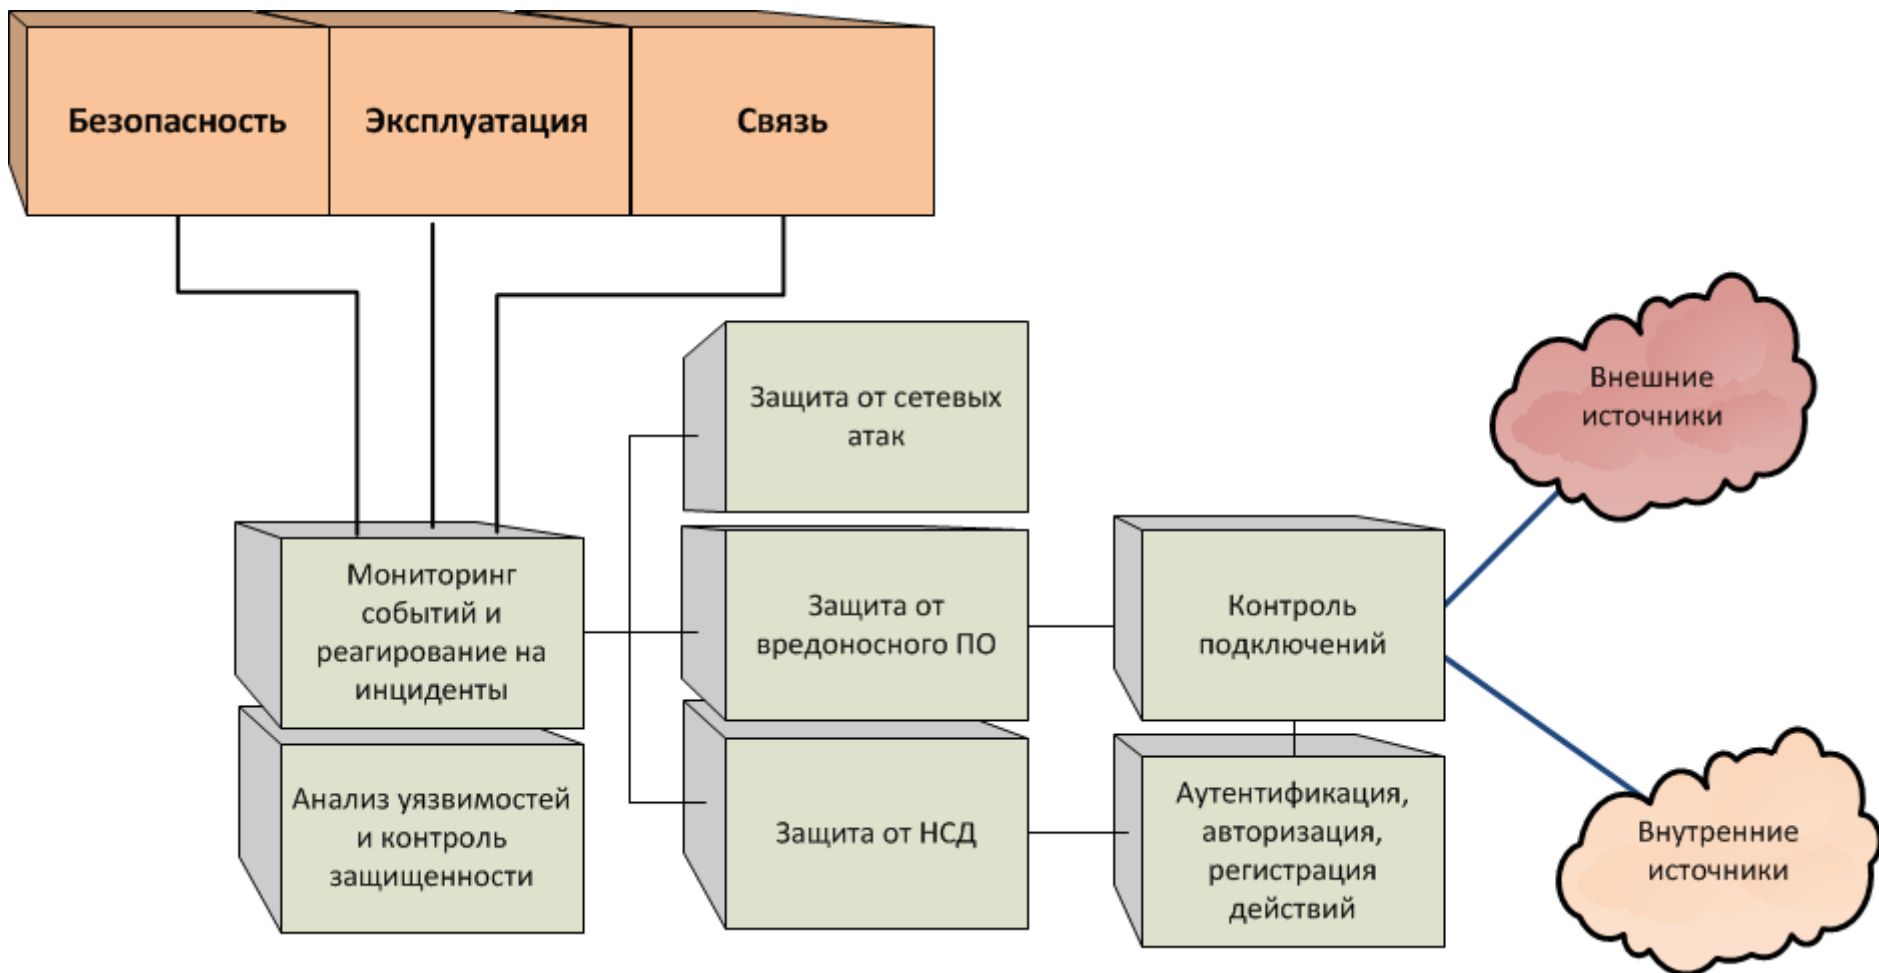 Безопасность
Эксплуатация
Связь
Защита от сетевых
атак
Внешние
источники
Мониторинг
событий и
реагирование на
инциденты
Защита от
вредоносного ПО
Контроль
подключений
Анализ уязвимостей
и контроль
защищенности
Защита от НСД
Аутентификация,
авторизация,
регистрация
действий
Внутренние
источники